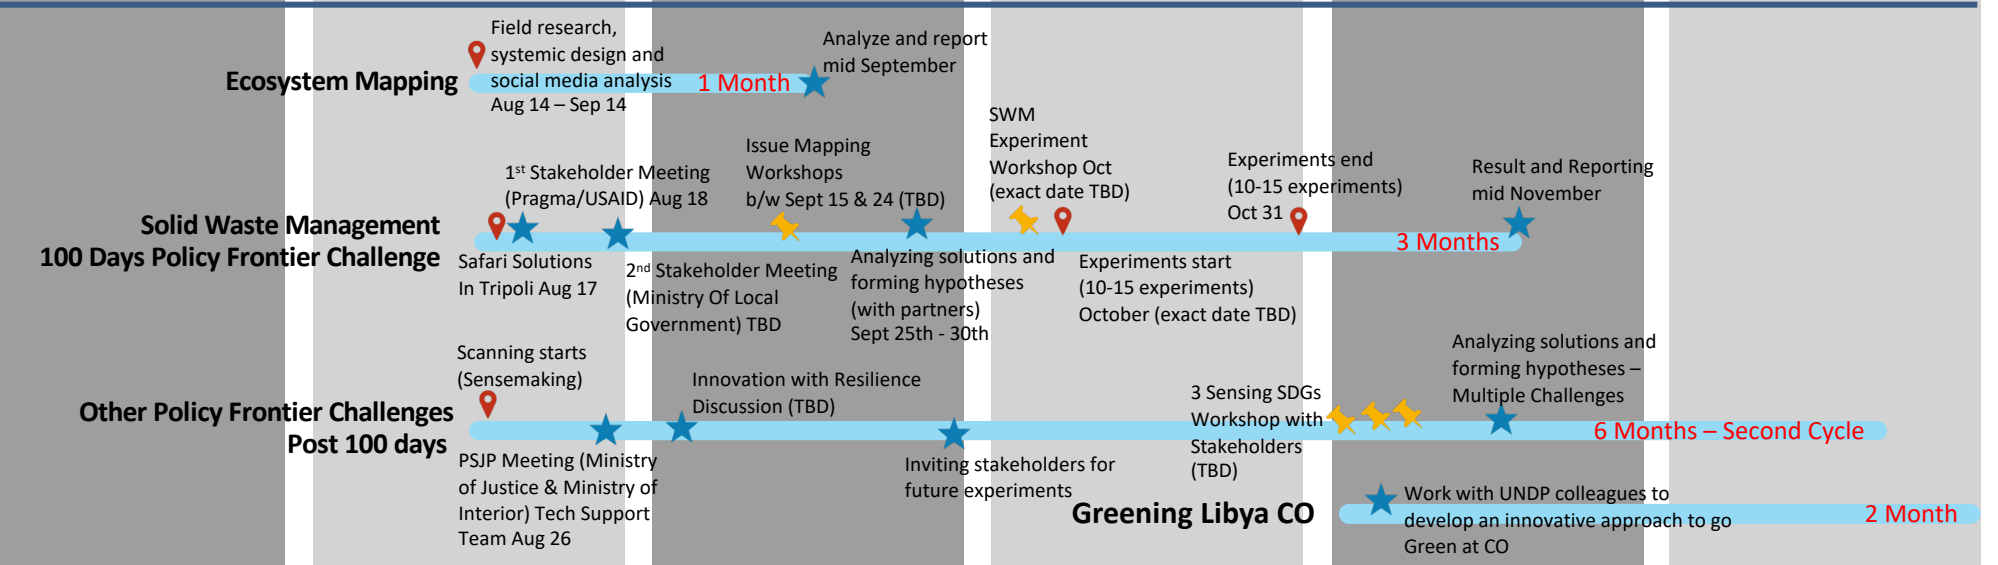 Field research,
systemic design and
social media analysis
Aug 14 – Sep 14
Ecosystem Mapping
1 Month
Analyze and report
mid September
1st Stakeholder Meeting
(Pragma/USAID) Aug 18
Issue Mapping
Workshops
b/w Sept 15 & 24 (TBD)
SWM
Experiment
Workshop Oct
(exact date TBD)
Experiments end
(10-15 experiments)
Oct 31
Result and Reporting
mid November
Solid Waste Management
100 Days Policy Frontier Challenge
3 Months
Safari Solutions
In Tripoli Aug 17
2nd Stakeholder Meeting
(Ministry Of Local
Government) TBD
Analyzing solutions and
forming hypotheses
(with partners)
Sept 25th - 30th
Experiments start
(10-15 experiments)
October (exact date TBD)
Scanning starts
(Sensemaking)
Innovation with Resilience
Discussion (TBD)
3 Sensing SDGs
Workshop with
Stakeholders
(TBD)
Analyzing solutions and
forming hypotheses –
Multiple Challenges
Other Policy Frontier Challenges
Post 100 days
6 Months – Second Cycle
PSJP Meeting (Ministry
of Justice & Ministry of
Interior) Tech Support
Team Aug 26
Inviting stakeholders for
future experiments
Greening Libya CO
Work with UNDP colleagues to
develop an innovative approach to go
Green at CO
2 Month